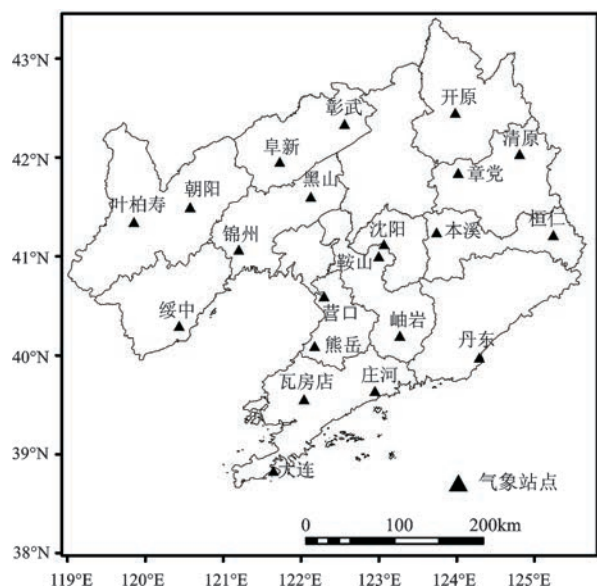 43°N
42°N
41°N
40°N
39°N
38°N
开原
彰武
清原
阜新
章党
黑山
朝阳
叶柏寿
桓仁
沈阳
本溪
锦州
鞍山
绥中
营口
岫岩
丹东
熊岳
瓦房店
庄河
大连
气象站点
0 100 200km
119°E 120°E 121°E 122°E 123°E 124°E 125°E